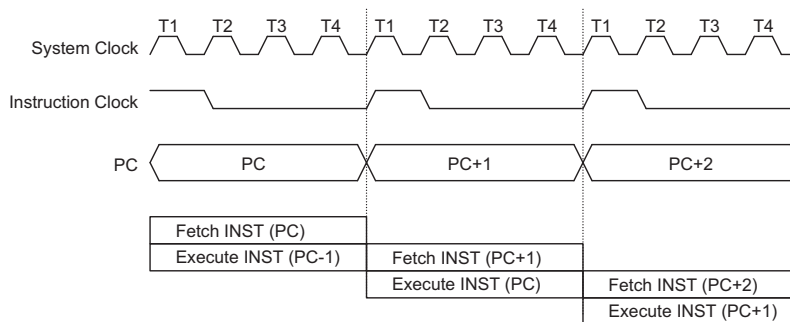 T1 T2 T3 T4 T1 T2 T3 T4 T1 T2 T3 T4
System Clock
Instruction Clock
PC PC PC+1 PC+2
Fetch INST (PC)
Execute INST (PC-1) Fetch INST (PC+1)
Execute INST (PC) Fetch INST (PC+2)
Execute INST (PC+1)